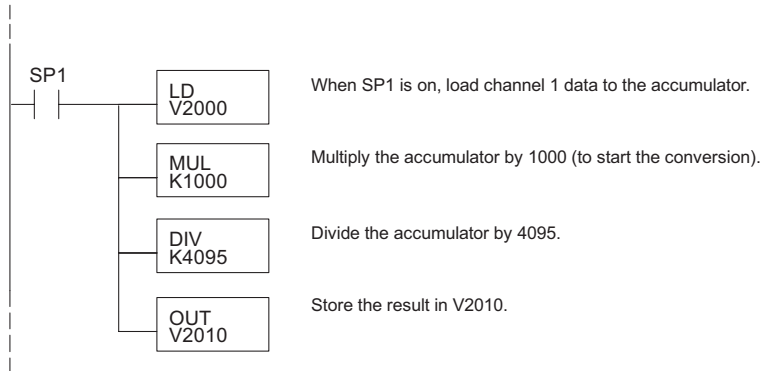 SP1
LD
V2000
When SP1 is on, load channel 1 data to the accumulator.
MUL
K1000
Multiply the accumulator by 1000 (to start the conversion).
DIV
K4095
Divide the accumulator by 4095.
OUT
V2010
Store the result in V2010.